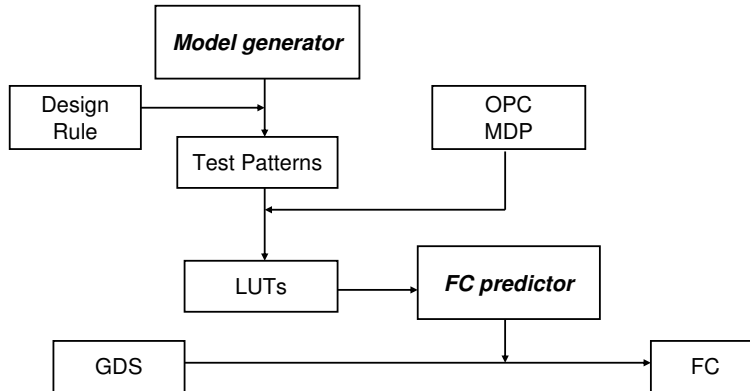 Model generator
Design
Rule
OPC
MDP
Test Patterns
LUTs
FC predictor
GDS
FC